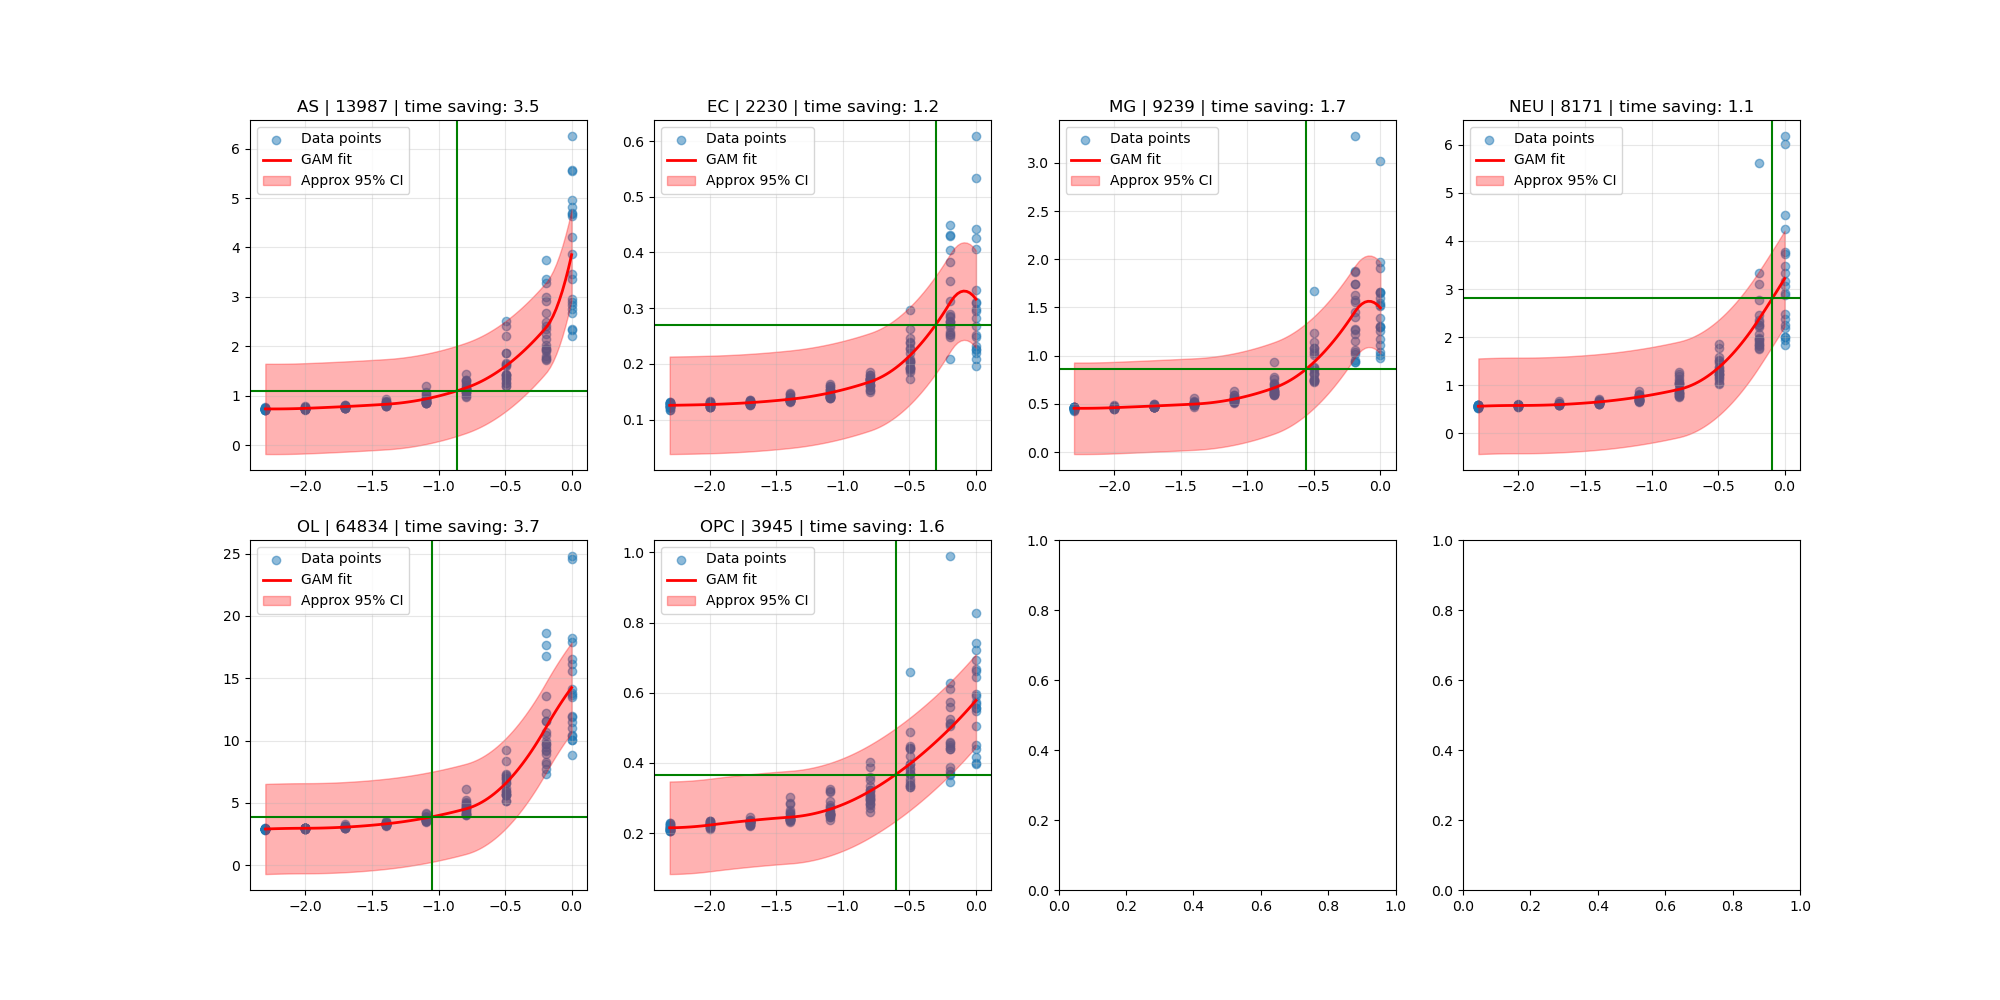 AS | 13987 | time saving: 3.5
Data points
GAM fit
Approx 95% CI
6
5
4
3
2
1
0
−2.0 −1.5 −1.0 −0.5 0.0
EC | 2230 | time saving: 1.2
Data points
GAM fit
Approx 95% CI
0.6
0.5
0.4
0.3
0.2
0.1
−2.0 −1.5 −1.0 −0.5 0.0
MG | 9239 | time saving: 1.7
Data points
GAM fit
Approx 95% CI
3.0
2.5
2.0
1.5
1.0
0.5
0.0
−2.0 −1.5 −1.0 −0.5 0.0
NEU | 8171 | time saving: 1.1
Data points
GAM fit
Approx 95% CI
6
5
4
3
2
1
0
−2.0 −1.5 −1.0 −0.5 0.0
OL | 64834 | time saving: 3.7
Data points
GAM fit
Approx 95% CI
25
20
15
10
5
0
−2.0 −1.5 −1.0 −0.5 0.0
OPC | 3945 | time saving: 1.6
Data points
GAM fit
Approx 95% CI
1.0
0.8
0.6
0.4
0.2
−2.0 −1.5 −1.0 −0.5 0.0
1.0
0.8
0.6
0.4
0.2
0.0
0.0 0.2 0.4 0.6 0.8 1.0
1.0
0.8
0.6
0.4
0.2
0.0
0.0 0.2 0.4 0.6 0.8 1.0